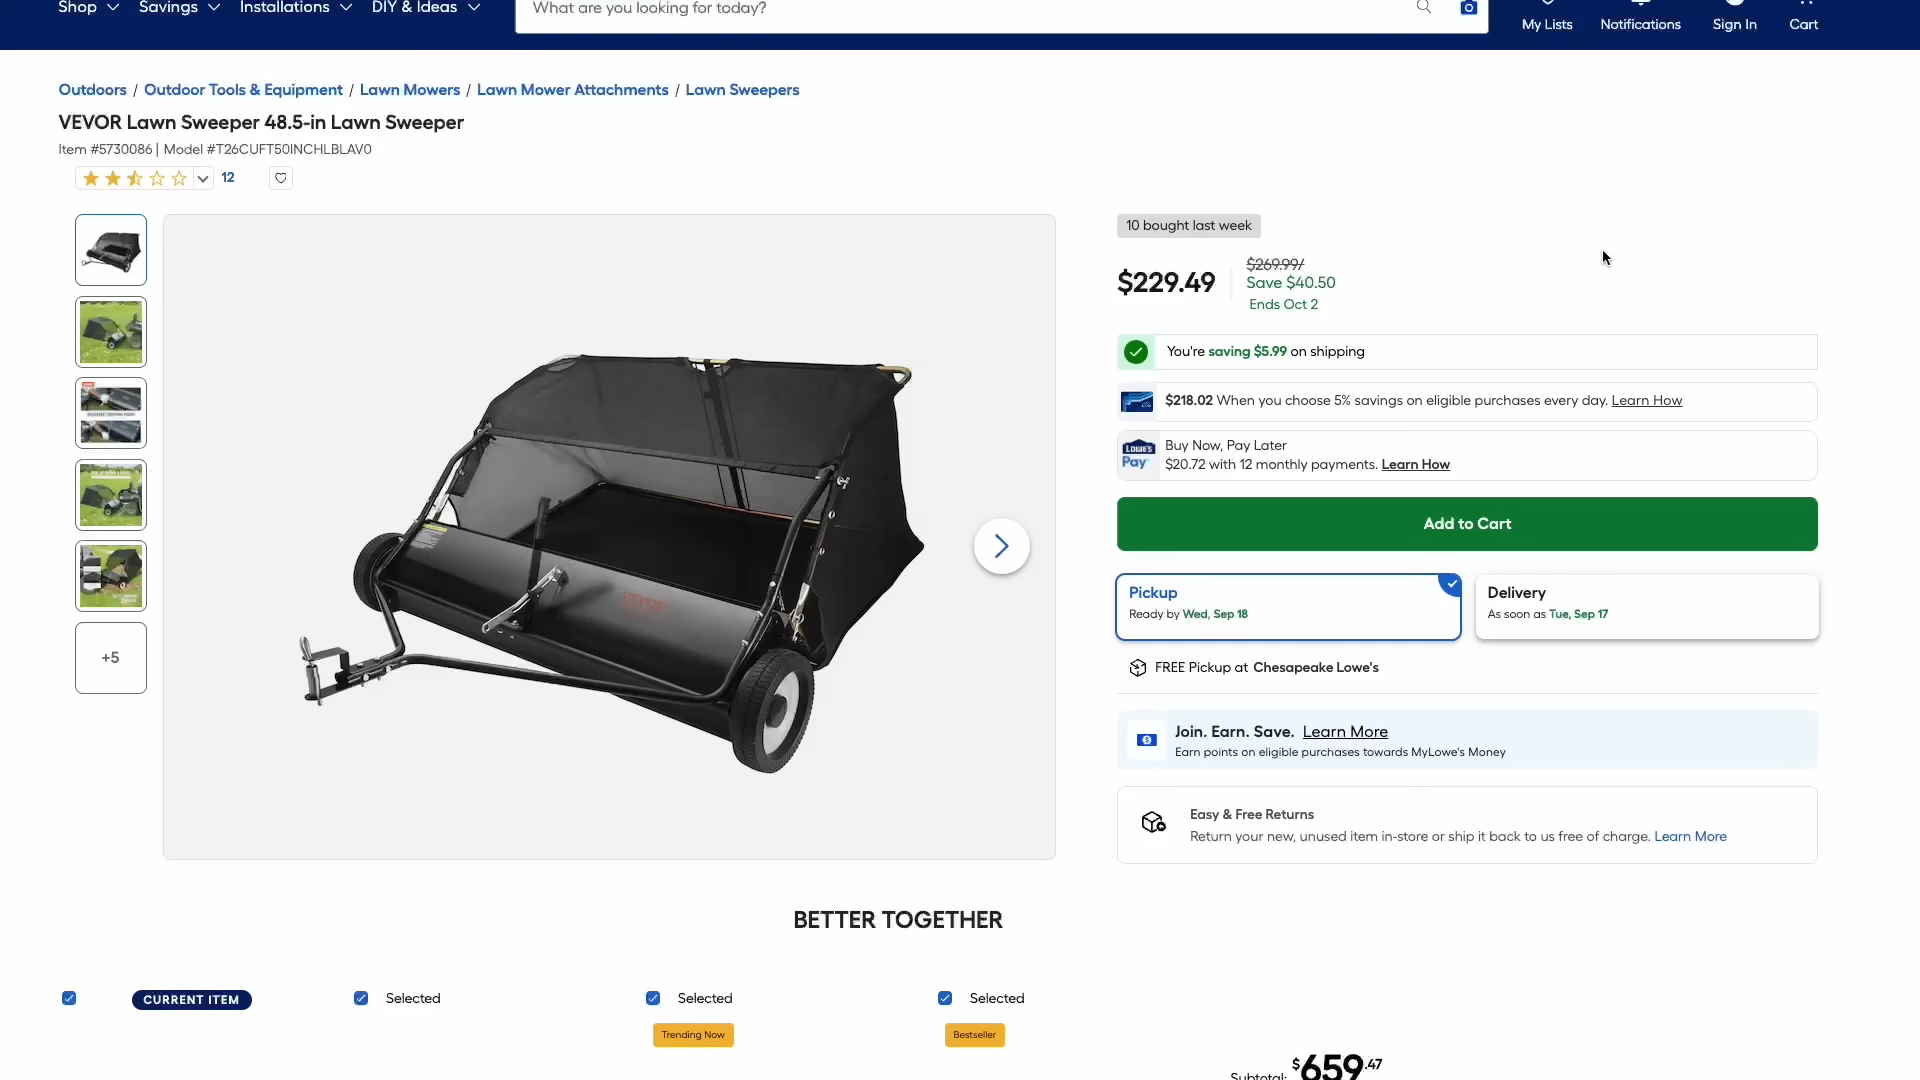 Shop Savings Installations DIY & Ideas What are you looking for today? My Lists Notifications Sign In Cart
Outdoors / Outdoor Tools & Equipment / Lawn Mowers / Lawn Mower Attachments / Lawn Sweepers
VEVOR Lawn Sweeper 48.5-in Lawn Sweeper
Item #5730086 | Model #T26CUFT50INCHLBLAV0
12
+5
VEVOR
10 bought last week
$229.49
$269.99/
Save $40.50
Ends Oct 2
You're saving $5.99 on shipping
$218.02 When you choose 5% savings on eligible purchases every day. Learn How
LOWE'S
Pay
Buy Now, Pay Later
$20.72 with 12 monthly payments. Learn How
Add to Cart
Pickup
Ready by Wed, Sep 18
Delivery
As soon as Tue, Sep 17
FREE Pickup at Chesapeake Lowe's
Join. Earn. Save. Learn More
Earn points on eligible purchases towards MyLowe's Money
Easy & Free Returns
Return your new, unused item in-store or ship it back to us free of charge. Learn More
BETTER TOGETHER
CURRENT ITEM
Selected
Selected
Trending Now
Selected
Bestseller
Subtotal: $659.47